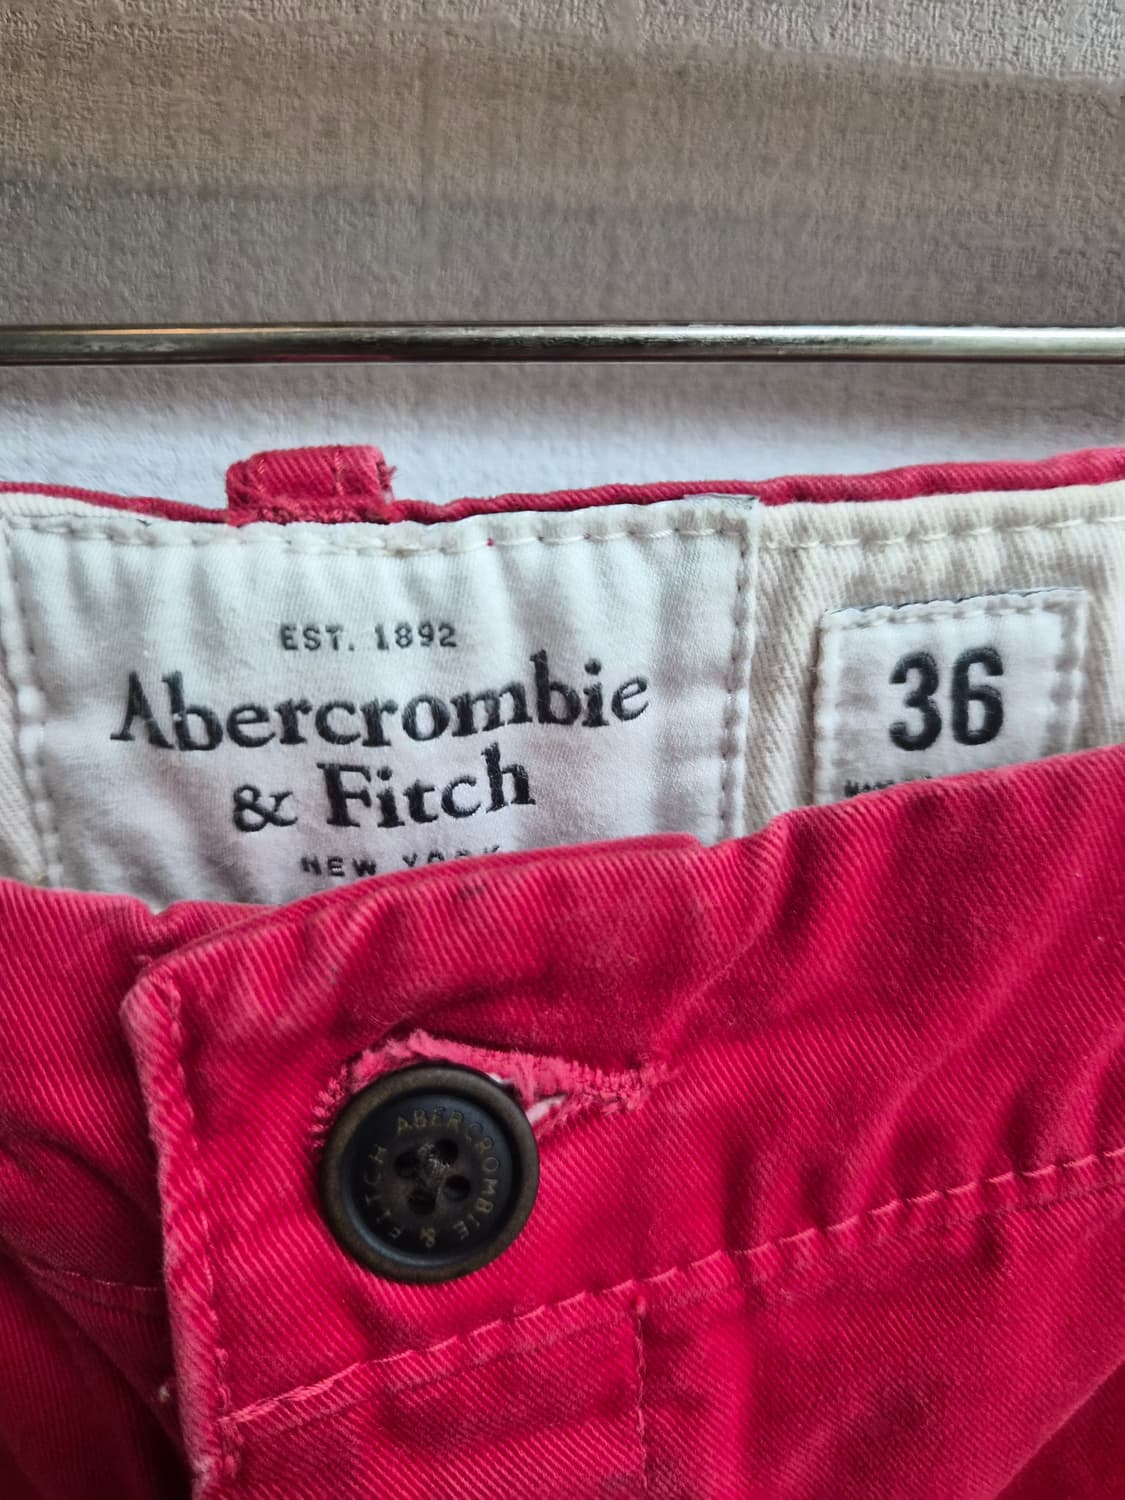 EST. 1892
Abercrombie
& Fitch
NEW YORK
36
ABERCROMBIE & FITCH